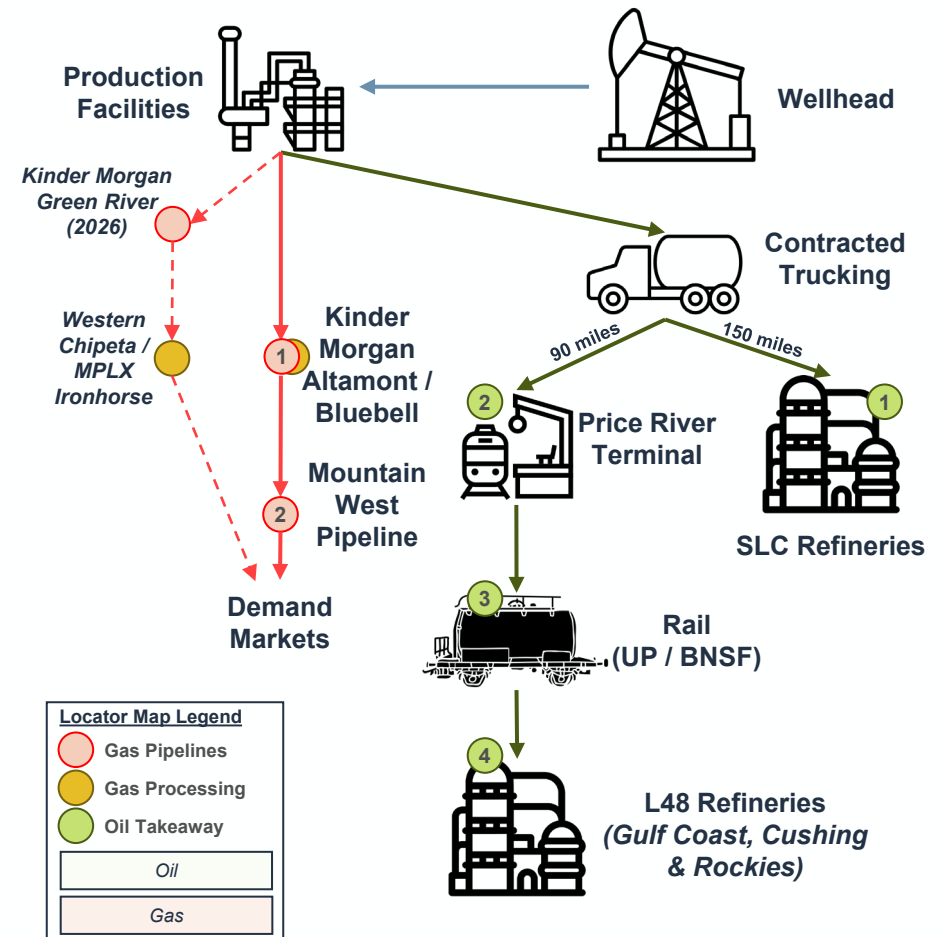 Production
Facilities
Wellhead
Kinder Morgan
Green River
(2026)
Contracted
Trucking
Western
Chipeta /
MPLX
Ironhorse
1
Kinder
Morgan
Altamont /
Bluebell
90 miles
150 miles
2
Price River
Terminal
1
SLC Refineries
2
Mountain
West
Pipeline
Demand
Markets
3
Rail
(UP / BNSF)
4
L48 Refineries
(Gulf Coast, Cushing
& Rockies)
Locator Map Legend
Gas Pipelines
Gas Processing
Oil Takeaway
Oil
Gas